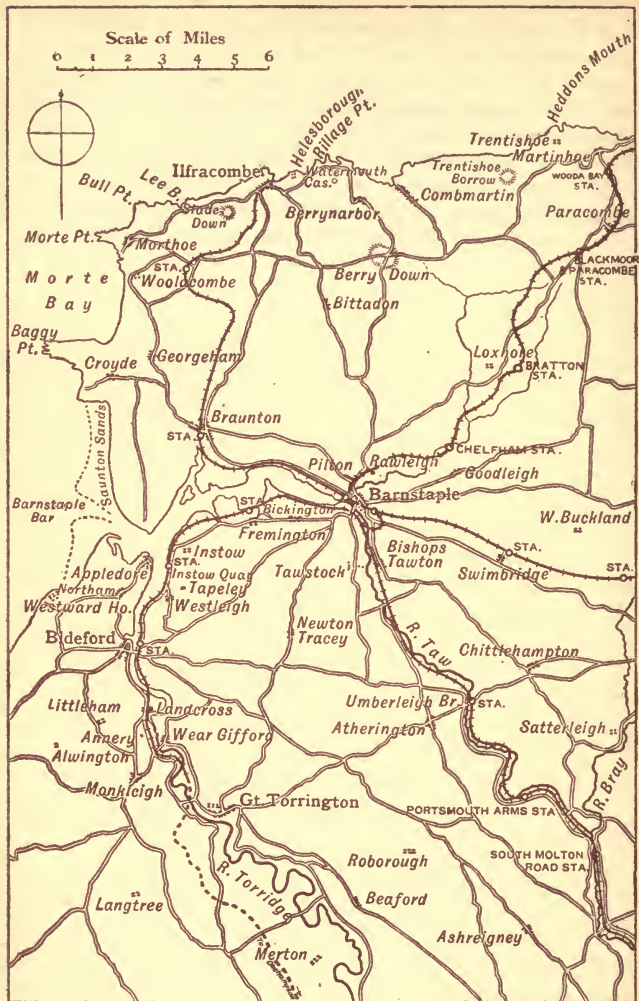 Scale of Miles
0 1 2 3 4 5 6
Heddons Mouth
Helesborough
Rillage Pt.
Trentishoe
Martinhoe
Ilfracombe
Watermouth
Cas.
Trentishoe
Borrow
WOODA BAY
STA.
Lee B.
Bull Pt.
Combmartin
Slade
Down
Berrynarbor
Paracombe
Morte Pt.
Morthoe
STA.
Woolacombe
Berry Down
BLACKMOOR
& PARACOMBE
STA.
Morte
Bay
Bittadon
Baggy
Pt.
Croyde
Georgeham
Loxhore
BRATTON
STA.
Braunton
STA.
Saunton Sands
CHELFHAM STA.
Pilton
Rawleigh
Goodleigh
Barnstaple
Barnstaple
Bar
STA.
Bickington
Fremington
W. Buckland
STA.
Instow
STA.
Instow Quay
Bishops
Tawton
Swimbridge
STA.
Appledore
Northam
Westward Ho.
Tapeley
Westleigh
Tawstock
Newton
Tracey
R. Taw
Bideford
STA.
Chittlehampton
Littleham
Landcross
Umberleigh Br.
STA.
Annery
Wear Gifford
Atherington
Satterleigh
Alwington
Monkleigh
Gt. Torrington
R. Bray
PORTSMOUTH ARMS STA.
Roborough
SOUTH MOLTON
ROAD STA.
R. Torridge
Langtree
Beaford
Ashreigney
Merton